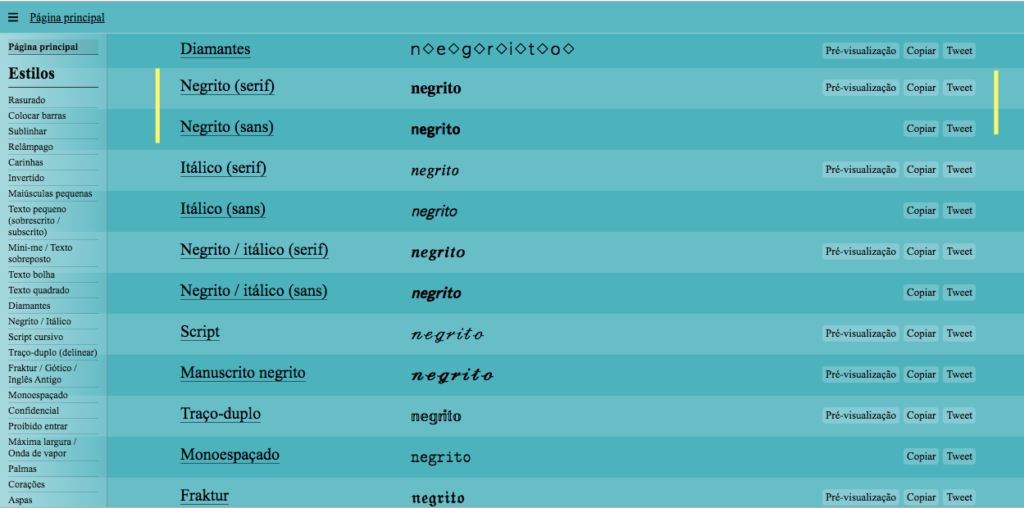 ☰ Página principal
Página principal
Estilos
Rasurado
Colocar barras
Sublinhar
Relâmpago
Carinhas
Invertido
Maiúsculas pequenas
Texto pequeno
(sobrescrito /
subscrito)
Mini-me / Texto
sobreposto
Texto bolha
Texto quadrado
Diamantes
Negrito / Itálico
Script cursivo
Traço-duplo (delinear)
Fraktur / Gótico /
Inglês Antigo
Monoespaçado
Confidencial
Proibido entrar
Máxima largura /
Onda de vapor
Palmas
Corações
Aspas
Diamantes n◇e◇g◇r◇i◇t◇o◇ Pré-visualização Copiar Tweet
Negrito (serif) 𝐧𝐞𝐠𝐫𝐢𝐭𝐨 Pré-visualização Copiar Tweet
Negrito (sans) 𝗻𝗲𝗴𝗿𝗶𝘁𝗼 Copiar Tweet
Itálico (serif) 𝑛𝑒𝑔𝑟𝑖𝑡𝑜 Pré-visualização Copiar Tweet
Itálico (sans) 𝘯𝘦𝘨𝘳𝘪𝘵𝘰 Copiar Tweet
Negrito / itálico (serif) 𝒏𝒆𝒈𝒓𝒊𝒕𝒐 Pré-visualização Copiar Tweet
Negrito / itálico (sans) 𝙣𝙚𝙜𝙧𝙞𝙩𝙤 Copiar Tweet
Script 𝓃ℯℊ𝓇𝒾𝓉ℴ Pré-visualização Copiar Tweet
Manuscrito negrito 𝓷𝓮𝓰𝓻𝓲𝓽𝓸 Pré-visualização Copiar Tweet
Traço-duplo 𝕟𝕖𝕘𝕣𝕚𝕥𝕠 Pré-visualização Copiar Tweet
Monoespaçado 𝚗𝚎𝚐𝚛𝚒𝚝𝚘 Copiar Tweet
Fraktur 𝖓𝖊𝖌𝖗𝖎𝖙𝖔 Pré-visualização Copiar Tweet